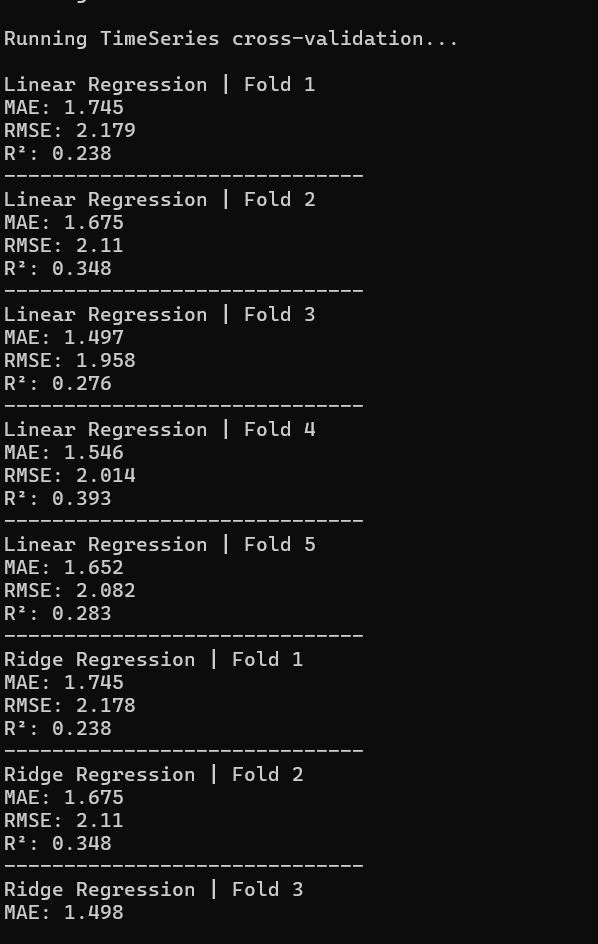 Running TimeSeries cross-validation...
Linear Regression | Fold 1
MAE: 1.745
RMSE: 2.179
R²: 0.238
------------------------------
Linear Regression | Fold 2
MAE: 1.675
RMSE: 2.11
R²: 0.348
------------------------------
Linear Regression | Fold 3
MAE: 1.497
RMSE: 1.958
R²: 0.276
------------------------------
Linear Regression | Fold 4
MAE: 1.546
RMSE: 2.014
R²: 0.393
------------------------------
Linear Regression | Fold 5
MAE: 1.652
RMSE: 2.082
R²: 0.283
------------------------------
Ridge Regression | Fold 1
MAE: 1.745
RMSE: 2.178
R²: 0.238
------------------------------
Ridge Regression | Fold 2
MAE: 1.675
RMSE: 2.11
R²: 0.348
------------------------------
Ridge Regression | Fold 3
MAE: 1.498